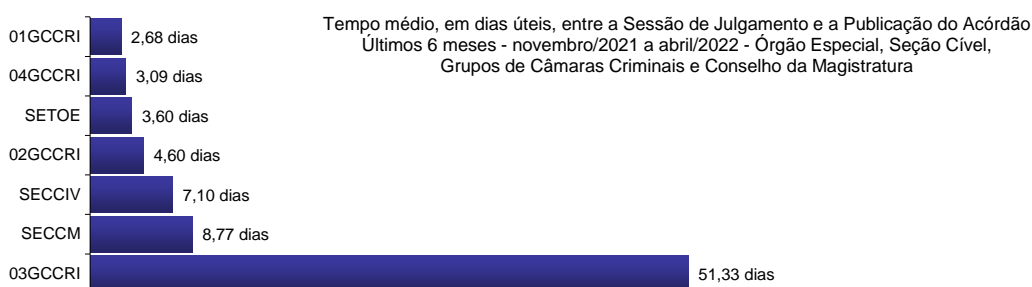 Tempo médio, em dias úteis, entre a Sessão de Julgamento e a Publicação do Acórdão
Últimos 6 meses - novembro/2021 a abril/2022 - Órgão Especial, Seção Cível,
Grupos de Câmaras Criminais e Conselho da Magistratura
01GCCRI 2,68 dias
04GCCRI 3,09 dias
SETOE 3,60 dias
02GCCRI 4,60 dias
SECCIV 7,10 dias
SECCM 8,77 dias
03GCCRI 51,33 dias